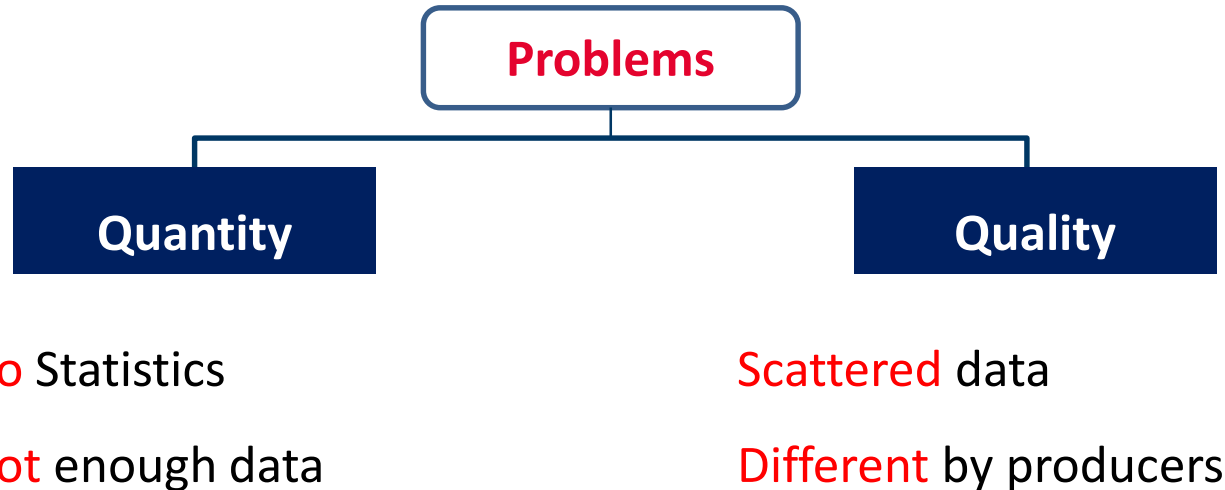 Problems
Quantity
Quality
o Statistics
ot enough data
Scattered data
Different by producers